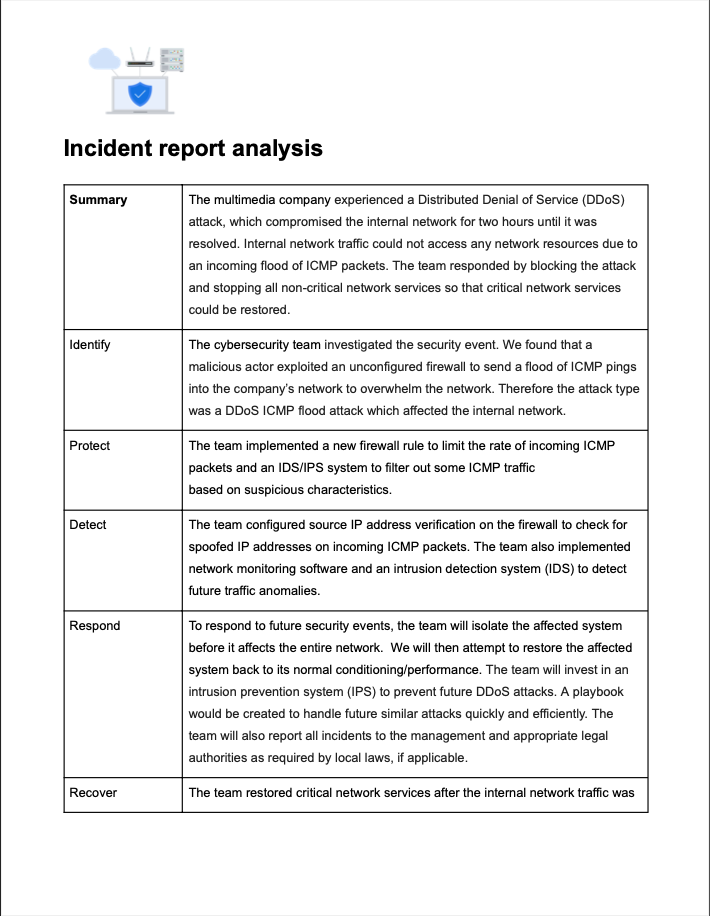 Incident report analysis
Summary
The multimedia company experienced a Distributed Denial of Service (DDoS)
attack, which compromised the internal network for two hours until it was
resolved. Internal network traffic could not access any network resources due to
an incoming flood of ICMP packets. The team responded by blocking the attack
and stopping all non-critical network services so that critical network services
could be restored.
Identify
The cybersecurity team investigated the security event. We found that a
malicious actor exploited an unconfigured firewall to send a flood of ICMP pings
into the company’s network to overwhelm the network. Therefore the attack type
was a DDoS ICMP flood attack which affected the internal network.
Protect
The team implemented a new firewall rule to limit the rate of incoming ICMP
packets and an IDS/IPS system to filter out some ICMP traffic
based on suspicious characteristics.
Detect
The team configured source IP address verification on the firewall to check for
spoofed IP addresses on incoming ICMP packets. The team also implemented
network monitoring software and an intrusion detection system (IDS) to detect
future traffic anomalies.
Respond
To respond to future security events, the team will isolate the affected system
before it affects the entire network.  We will then attempt to restore the affected
system back to its normal conditioning/performance. The team will invest in an
intrusion prevention system (IPS) to prevent future DDoS attacks. A playbook
would be created to handle future similar attacks quickly and efficiently. The
team will also report all incidents to the management and appropriate legal
authorities as required by local laws, if applicable.
Recover
The team restored critical network services after the internal network traffic was